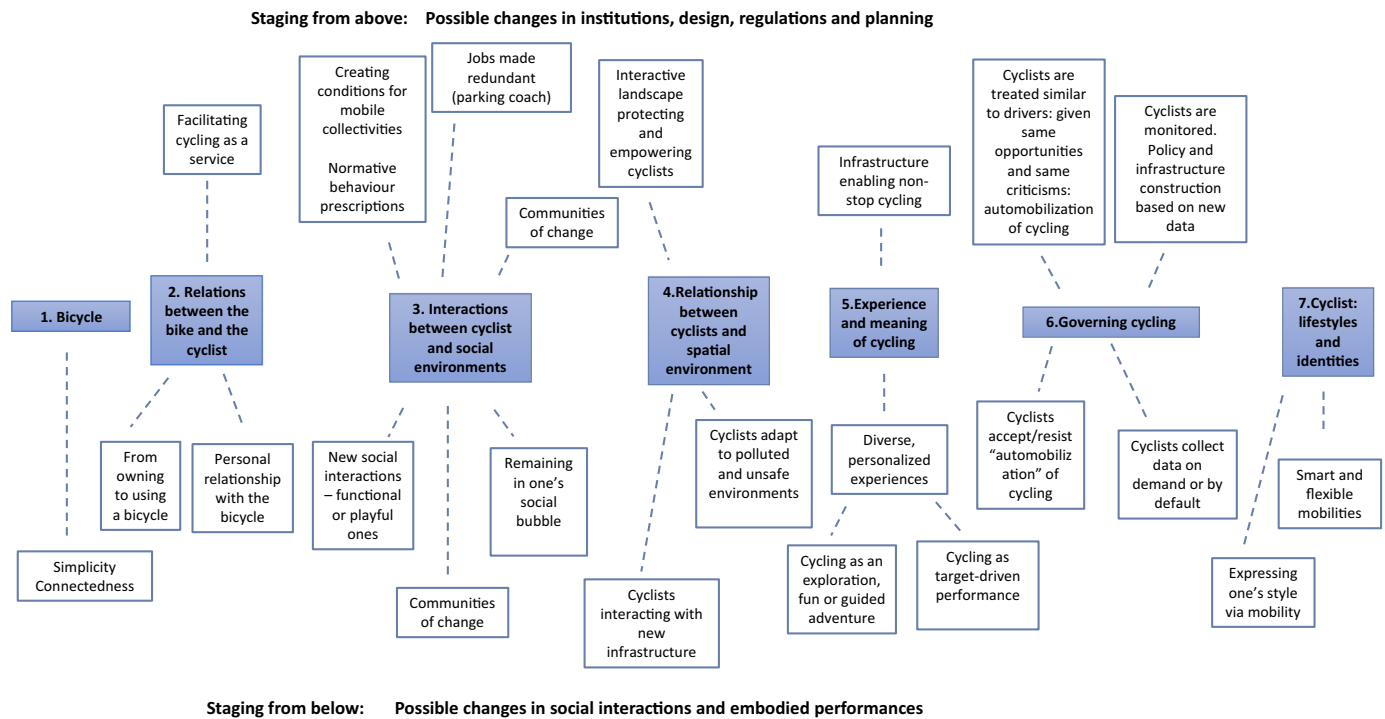 Staging from above: Possible changes in institutions, design, regulations and planning
Facilitating
cycling as a
service
Creating
conditions for
mobile
collectivities
Normative
behaviour
prescriptions
Jobs made
redundant
(parking coach)
Communities
of change
Interactive
landscape
protecting
and
empowering
cyclists
Infrastructure
enabling non-
stop cycling
Cyclists are
treated similar
to drivers: given
same
opportunities
and same
criticisms:
automobilization
of cycling
Cyclists are
monitored.
Policy and
infrastructure
construction
based on new
data
1. Bicycle
2. Relations
between the
bike and the
cyclist
3. Interactions
between cyclist
and social
environments
4.Relationship
between
cyclists and
spatial
environment
5.Experience
and meaning
of cycling
6.Governing cycling
7.Cyclist:
lifestyles
and
identities
Simplicity
Connectedness
From
owning
to using
a bicycle
Personal
relationship
with the
bicycle
New social
interactions
– functional
or playful
ones
Communities
of change
Remaining
in one’s
social
bubble
Cyclists
interacting with
new
infrastructure
Cyclists adapt
to polluted
and unsafe
environments
Diverse,
personalized
experiences
Cycling as an
exploration,
fun or guided
adventure
Cycling as
target-driven
performance
Cyclists
accept/resist
“automobiliz
ation” of
cycling
Cyclists collect
data on
demand or by
default
Expressing
one’s style
via mobility
Smart and
flexible
mobilities
Staging from below: Possible changes in social interactions and embodied performances